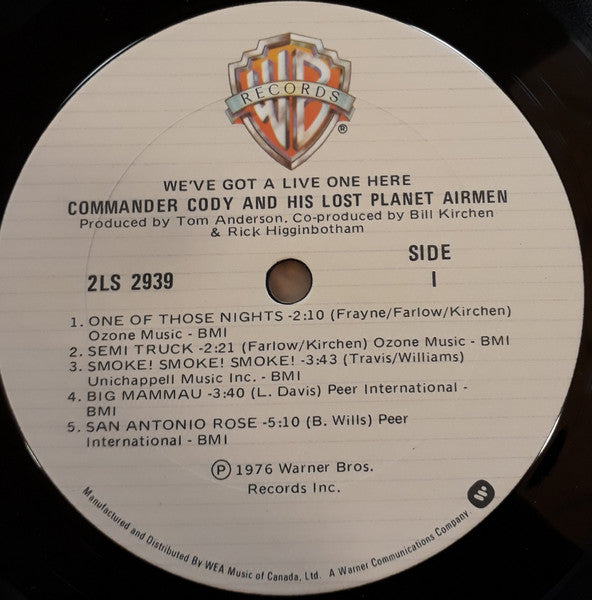 WB
RECORDS
®
WE'VE GOT A LIVE ONE HERE
COMMANDER CODY AND HIS LOST PLANET AIRMEN
Produced by Tom Anderson. Co-produced by Bill Kirchen
& Rick Higginbotham
2LS 2939
SIDE
I
1. ONE OF THOSE NIGHTS -2:10 (Frayne/Farlow/Kirchen)
Ozone Music - BMI
2. SEMI TRUCK -2:21 (Farlow/Kirchen) Ozone Music - BMI
3. SMOKE! SMOKE! SMOKE! -3:43 (Travis/Williams)
Unichappell Music Inc. - BMI
4. BIG MAMMAU -3:40 (L. Davis) Peer International -
BMI
5. SAN ANTONIO ROSE -5:10 (B. Wills) Peer
International - BMI
Ⓟ 1976 Warner Bros.
Records Inc.
Manufactured and Distributed By WEA Music of Canada, Ltd. A Warner Communications Company.